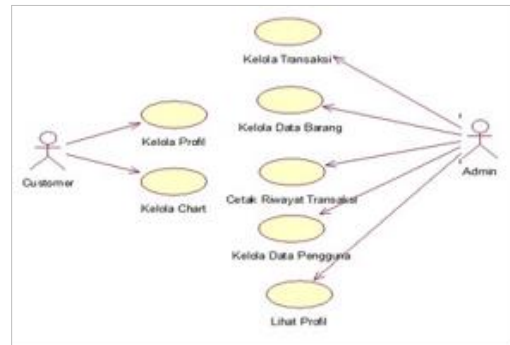 Kelola Transaksi
Kelola Data Barang
Kelola Profil
Customer
Admin
Cetak Riwayat Transaksi
Kelola Chart
Kelola Data Pengguna
Lihat Profil